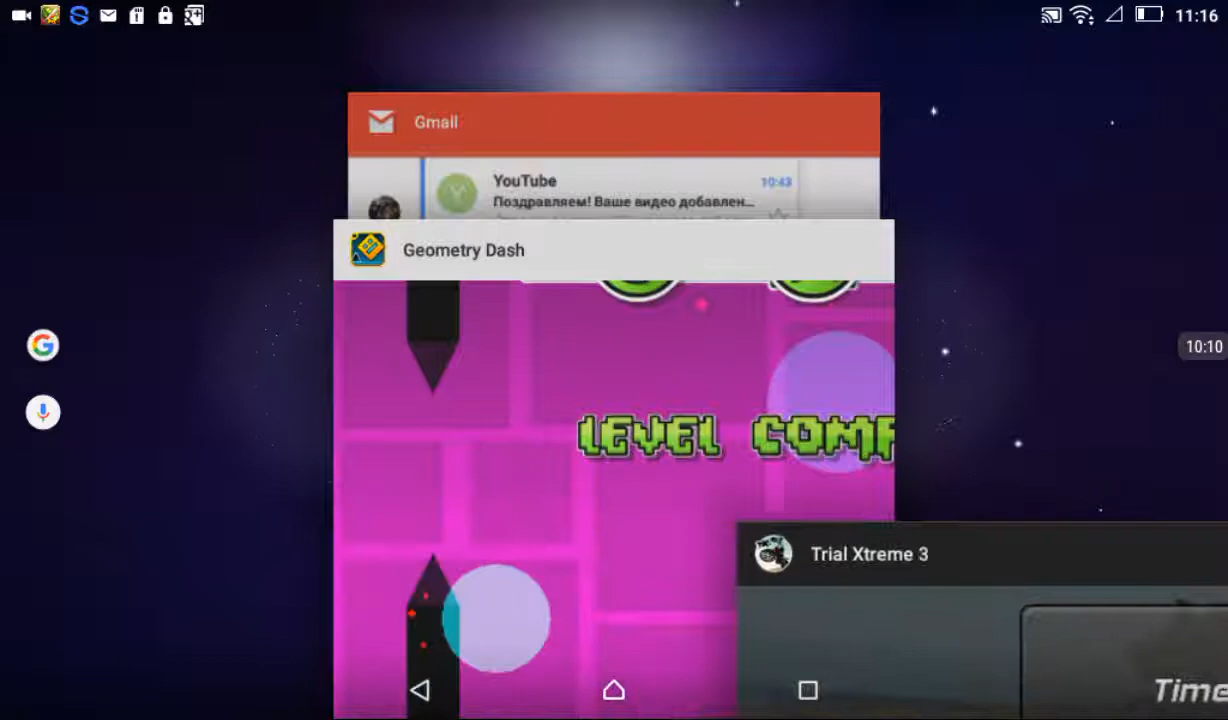 11:16
Gmail
YouTube
10:43
Поздравляем! Ваше видео добавлен...
Geometry Dash
10:10
LEVEL COMP
Trial Xtreme 3
Time